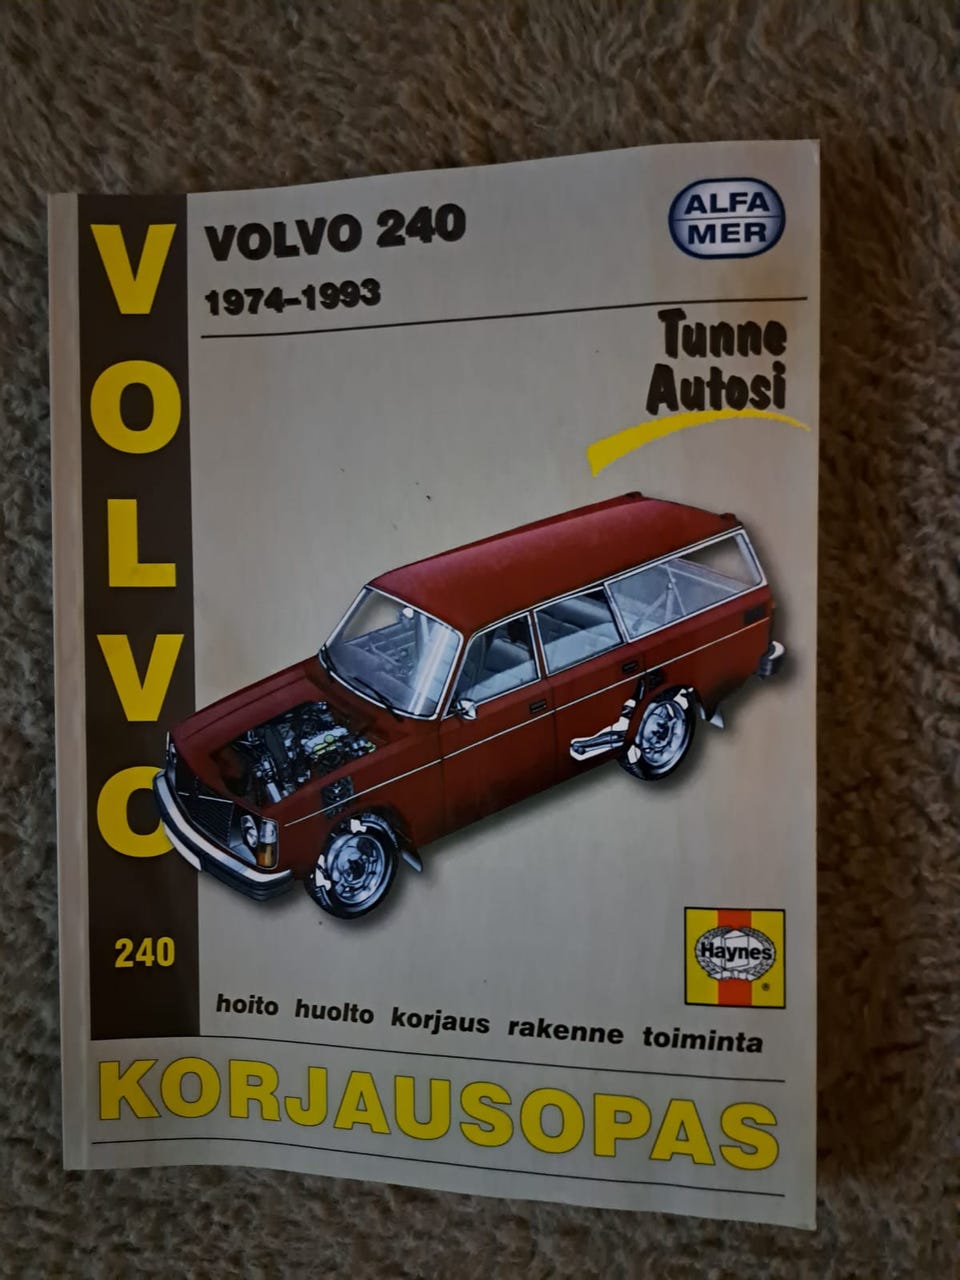 VOLVO
240
VOLVO 240
1974-1993
ALFA
MER
Tunne
Autosi
Haynes
®
hoito huolto korjaus rakenne toiminta
KORJAUSOPAS